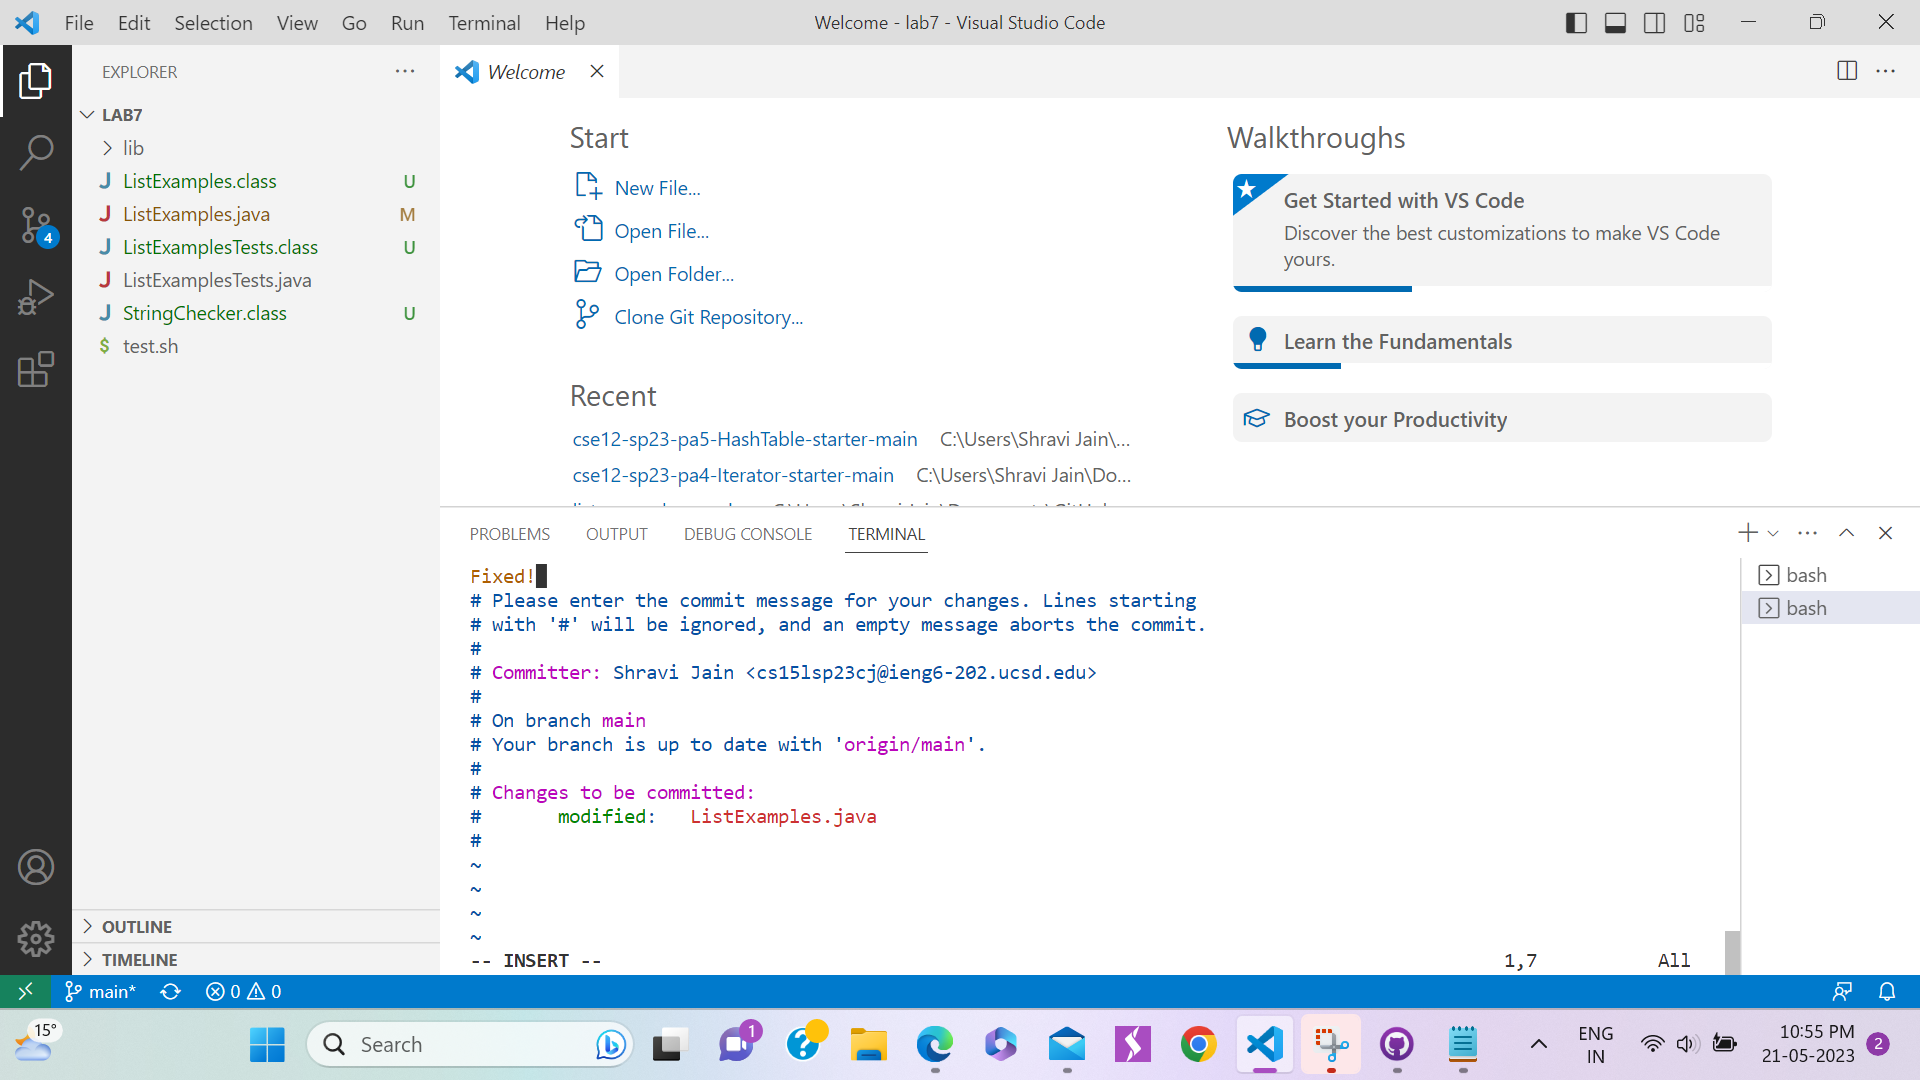 File Edit Selection View Go Run Terminal Help
Welcome - lab7 - Visual Studio Code
EXPLORER
LAB7
lib
ListExamples.class U
ListExamples.java M
ListExamplesTests.class U
ListExamplesTests.java
StringChecker.class U
$ test.sh
4
OUTLINE
TIMELINE
Welcome
Start
New File...
Open File...
Open Folder...
Clone Git Repository...
Recent
cse12-sp23-pa5-HashTable-starter-main C:\Users\Shravi Jain\...
cse12-sp23-pa4-Iterator-starter-main C:\Users\Shravi Jain\Do...
Walkthroughs
Get Started with VS Code
Discover the best customizations to make VS Code
yours.
Learn the Fundamentals
Boost your Productivity
PROBLEMS OUTPUT DEBUG CONSOLE TERMINAL
Fixed!
# Please enter the commit message for your changes. Lines starting
# with '#' will be ignored, and an empty message aborts the commit.
#
# Committer: Shravi Jain <cs15lsp23cj@ieng6-202.ucsd.edu>
#
# On branch main
# Your branch is up to date with 'origin/main'.
#
# Changes to be committed:
# modified: ListExamples.java
#
~
~
~
~
-- INSERT -- 1,7 All
bash
bash
main* 0 0
15°
Search
1
ENG
IN
10:55 PM
21-05-2023
2